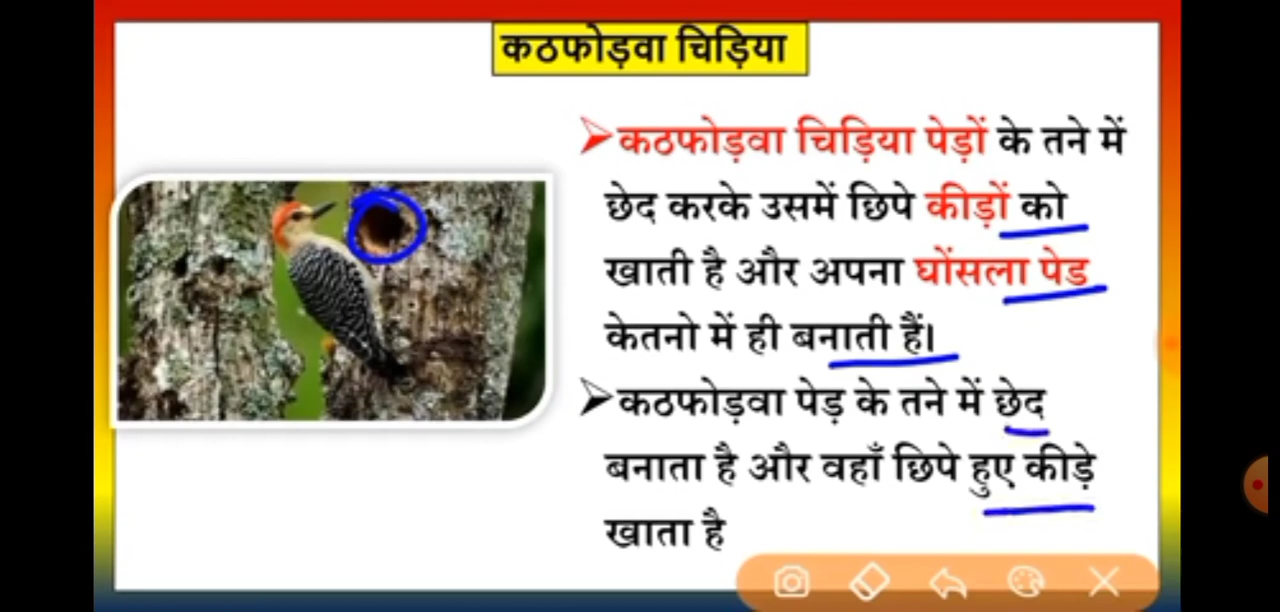 कठफोड़वा चिड़िया
➢कठफोड़वा चिड़िया पेड़ों के तने में
छेद करके उसमें छिपे कीड़ों को
खाती है और अपना घोंसला पेड
केतनो में ही बनाती हैं।
➢कठफोड़वा पेड़ के तने में छेद
बनाता है और वहाँ छिपे हुए कीड़े
खाता है